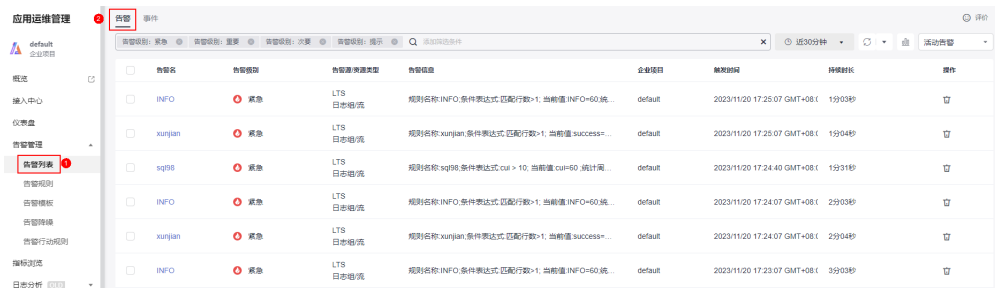 应用运维管理
default
企业项目
概览
接入中心
仪表盘
告警管理
告警列表 1
告警规则
告警模板
告警降噪
告警行动规则
指标浏览
日志分析
2 告警 事件 评价
告警级别: 紧急 告警级别: 重要 告警级别: 次要 告警级别: 提示 添加筛选条件 近30分钟 活动告警
告警名 告警级别 告警源/资源类型 告警信息 企业项目 触发时间 持续时长 操作
INFO 紧急 LTS 规则名称:INFO;条件表达式:匹配行数>1; 当前值:INFO=60;统... default 2023/11/20 17:25:07 GMT+08:( 1分03秒
日志组/流
xunjian 紧急 LTS 规则名称:xunjian;条件表达式:匹配行数>1; 当前值:success=... default 2023/11/20 17:25:07 GMT+08:( 1分04秒
日志组/流
sql98 紧急 LTS 规则名称:sql98;条件表达式:cui > 10; 当前值:cui=60 ;统计周... default 2023/11/20 17:24:40 GMT+08:( 1分31秒
日志组/流
INFO 紧急 LTS 规则名称:INFO;条件表达式:匹配行数>1; 当前值:INFO=60;统... default 2023/11/20 17:24:07 GMT+08:( 2分03秒
日志组/流
xunjian 紧急 LTS 规则名称:xunjian;条件表达式:匹配行数>1; 当前值:success=... default 2023/11/20 17:24:07 GMT+08:( 2分04秒
日志组/流
INFO 紧急 LTS 规则名称:INFO;条件表达式:匹配行数>1; 当前值:INFO=60;统... default 2023/11/20 17:23:07 GMT+08:( 3分03秒
日志组/流